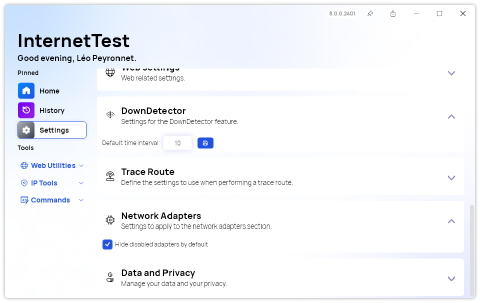 8.0.0.2401
InternetTest
Good evening, Léo Peyronnet.
Pinned
Home
History
Settings
Tools
Web Utilities
IP Tools
Commands
Web Settings
Web related settings.
DownDetector
Settings for the DownDetector feature.
Default time interval 10
Trace Route
Define the settings to use when performing a trace route.
Network Adapters
Settings to apply to the network adapters section.
Hide disabled adapters by default
Data and Privacy
Manage your data and your privacy.